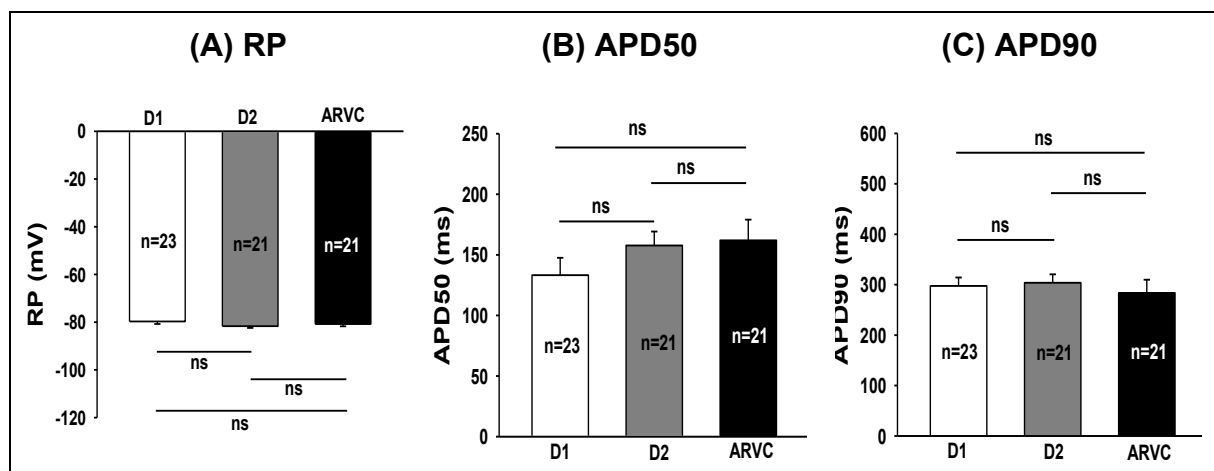 (A) RP
(B) APD50
(C) APD90
D1 D2 ARVC
0
-20
-40
-60
-80
-100
-120
RP (mV)
n=23 n=21 n=21
ns
ns
ns
250
200
150
100
50
0
APD50 (ms)
ns
ns
ns
n=23 n=21 n=21
D1 D2 ARVC
600
500
400
300
200
100
0
APD90 (ms)
ns
ns
ns
n=23 n=21 n=21
D1 D2 ARVC